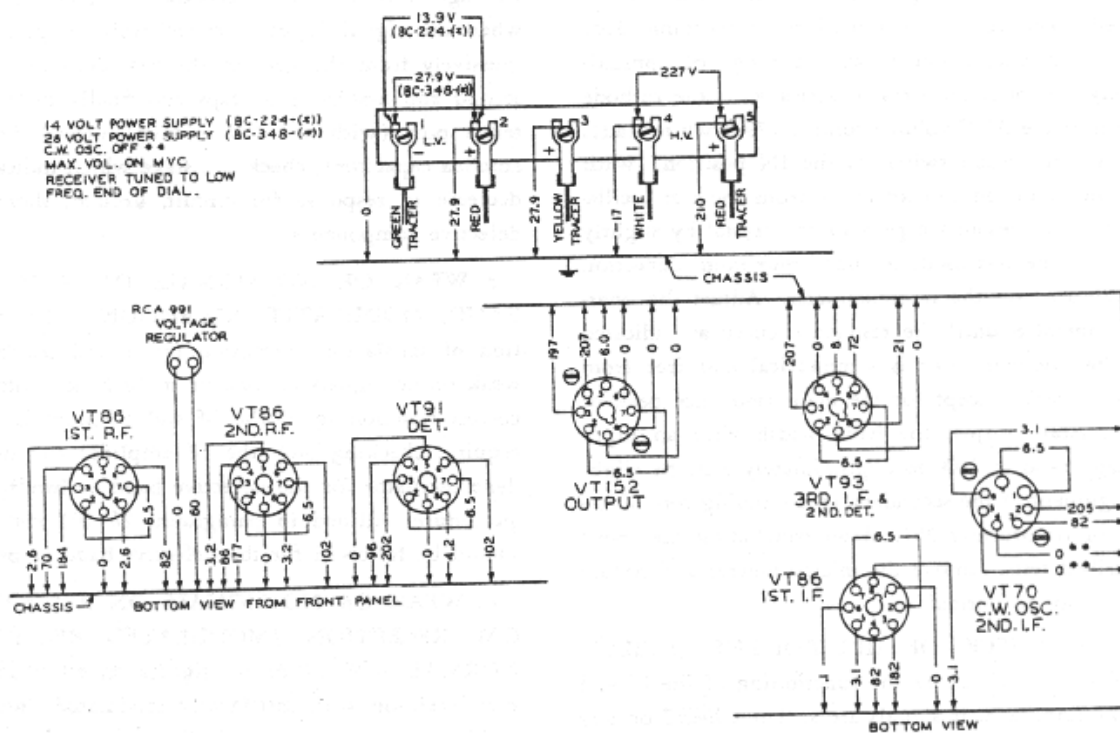 13.9 V
(BC-224-(*))
27.9 V
(BC-348-(*))
227 V
14 VOLT POWER SUPPLY (BC-224-(*))
28 VOLT POWER SUPPLY (BC-348-(*))
C.W. OSC. OFF * *
MAX. VOL. ON MVC
RECEIVER TUNED TO LOW
FREQ. END OF DIAL.
1 2 3 4 5
L.V. H.V.
- + + - +
0
GREEN TRACER
27.9
RED
27.9
YELLOW TRACER
17
WHITE
210
RED TRACER
CHASSIS
RCA 991
VOLTAGE
REGULATOR
0 60
VT86
1ST. R.F.
6.5
2.6 70 184 0 2.6 82
VT86
2ND. R.F.
6.5
3.2 86 177 0 3.2 102
VT91
DET.
6.5
0 96 202 0 4.2 102
CHASSIS
BOTTOM VIEW FROM FRONT PANEL
197 207 6.0 0 0 0
6.5
VT152
OUTPUT
207 0 8 72 21 0
6.5
VT93
3RD. I.F. &
2ND. DET.
3.1
6.5
205
82
0 * *
0 * *
VT70
C.W. OSC.
2ND. I.F.
VT86
1ST. I.F.
6.5
.1 3.1 82 182 0 3.1
BOTTOM VIEW